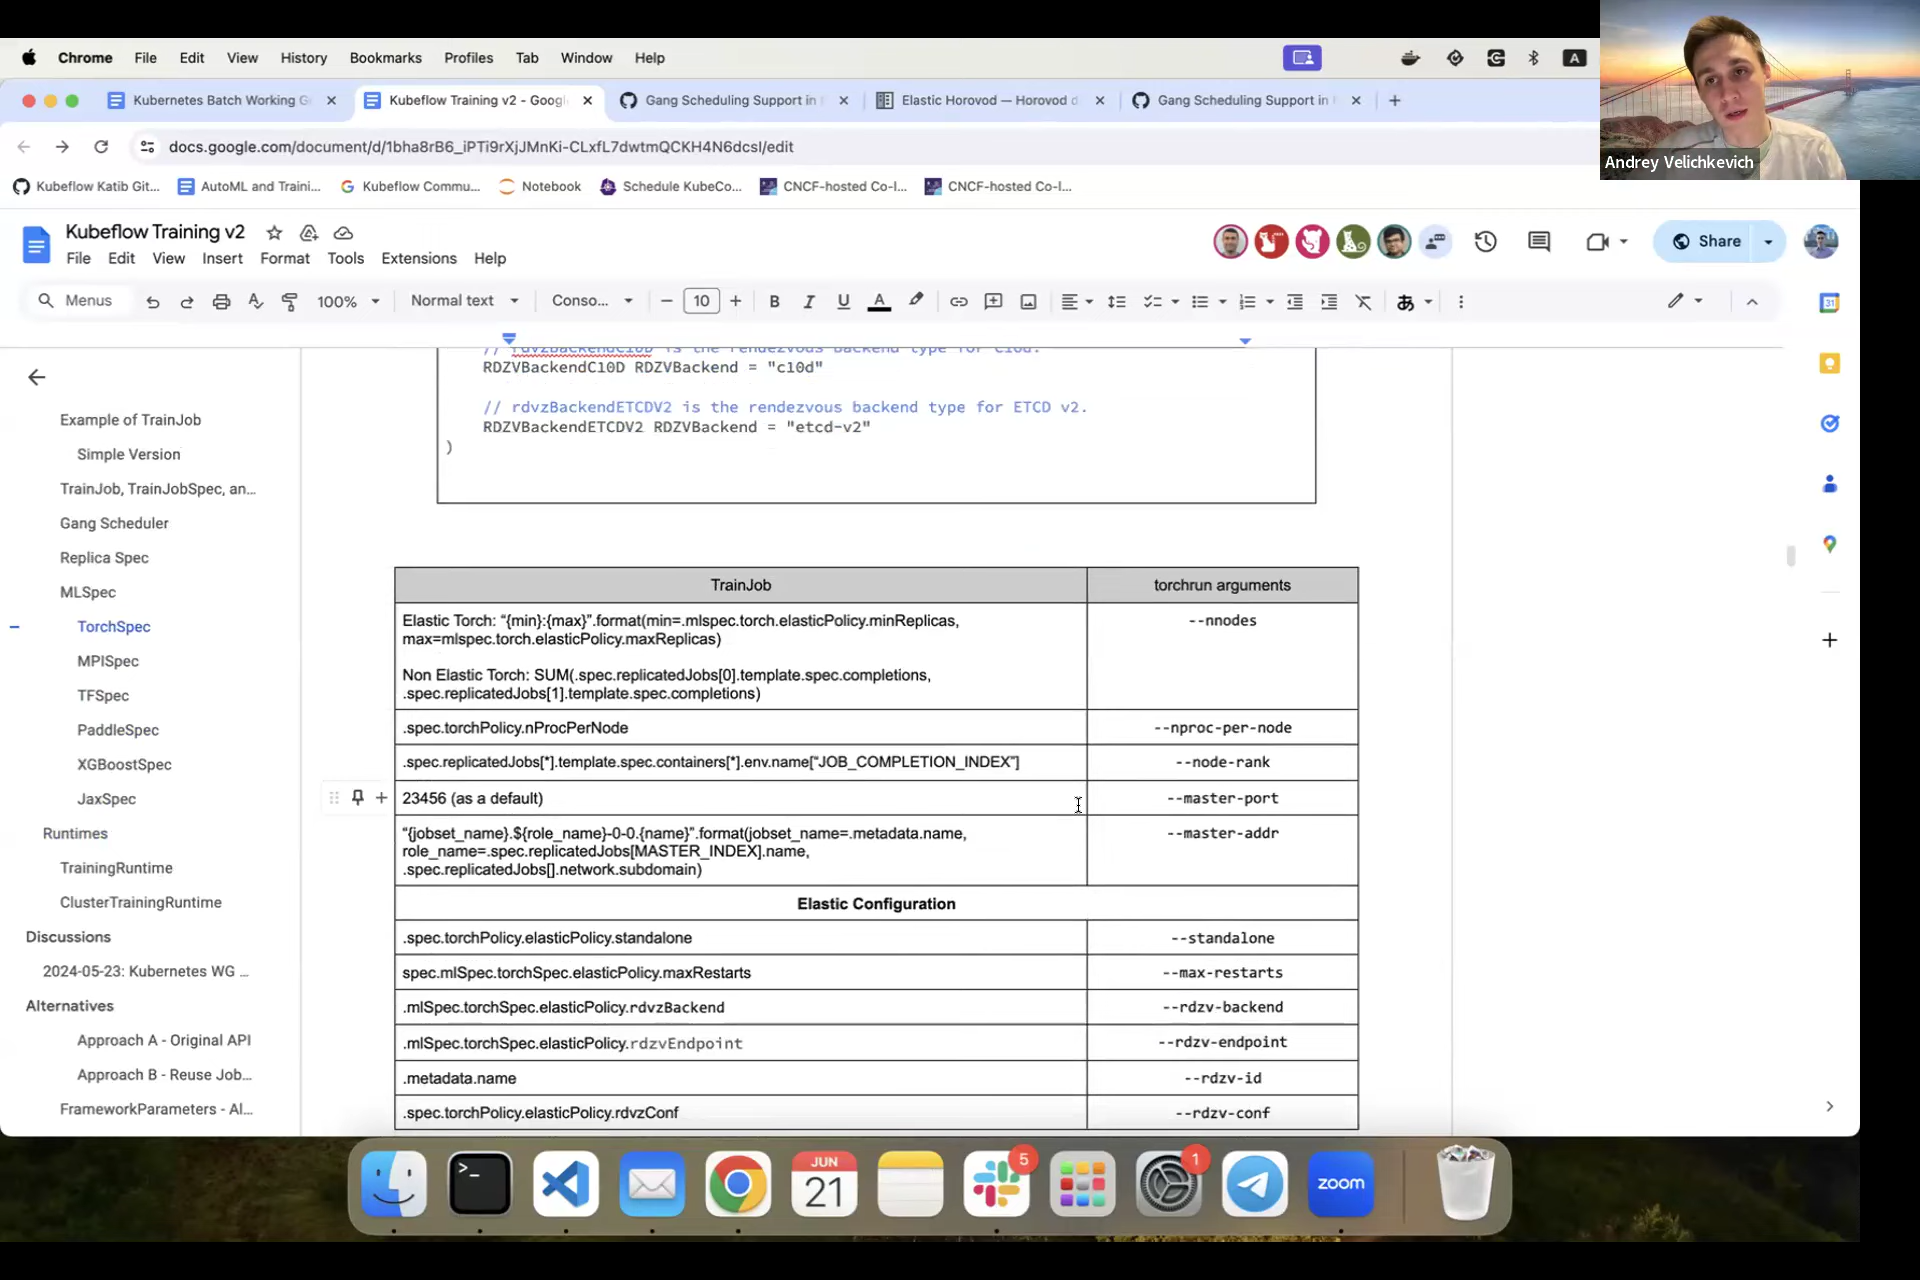 Chrome File Edit View History Bookmarks Profiles Tab Window Help
A
Andrey Velichkevich
Kubernetes Batch Working G
Kubeflow Training v2 - Googl
Gang Scheduling Support in
Elastic Horovod — Horovod d
Gang Scheduling Support in
docs.google.com/document/d/1bha8rB6_iPTi9rXjJMnKi-CLxfL7dwtmQCKH4N6dcsI/edit
Kubeflow Katib Git...
AutoML and Traini...
Kubeflow Commu...
Notebook
Schedule KubeCo...
CNCF-hosted Co-l...
CNCF-hosted Co-l...
Kubeflow Training v2
File Edit View Insert Format Tools Extensions Help
Share
Menus
100%
Normal text
Conso...
10
B I U A
あ
31
Example of TrainJob
Simple Version
TrainJob, TrainJobSpec, an...
Gang Scheduler
Replica Spec
MLSpec
TorchSpec
MPISpec
TFSpec
PaddleSpec
XGBoostSpec
JaxSpec
Runtimes
TrainingRuntime
ClusterTrainingRuntime
Discussions
2024-05-23: Kubernetes WG ...
Alternatives
Approach A - Original API
Approach B - Reuse Job...
FrameworkParameters - Al...
// rdvzBackendC10D is the rendezvous backend type for C10d.
RDZVBackendC10D RDZVBackend = "c10d"
// rdvzBackendETCDV2 is the rendezvous backend type for ETCD v2.
RDZVBackendETCDV2 RDZVBackend = "etcd-v2"
)
TrainJob torchrun arguments
Elastic Torch: “{min}:{max}”.format(min=.mlspec.torch.elasticPolicy.minReplicas, --nnodes
max=mlspec.torch.elasticPolicy.maxReplicas)
Non Elastic Torch: SUM(.spec.replicatedJobs[0].template.spec.completions,
.spec.replicatedJobs[1].template.spec.completions)
.spec.torchPolicy.nProcPerNode --nproc-per-node
.spec.replicatedJobs[*].template.spec.containers[*].env.name[“JOB_COMPLETION_INDEX”] --node-rank
23456 (as a default) --master-port
“{jobset_name}.${role_name}-0-0.{name}”.format(jobset_name=.metadata.name, --master-addr
role_name=.spec.replicatedJobs[MASTER_INDEX].name,
.spec.replicatedJobs[].network.subdomain)
Elastic Configuration
.spec.torchPolicy.elasticPolicy.standalone --standalone
spec.mlSpec.torchSpec.elasticPolicy.maxRestarts --max-restarts
.mlSpec.torchSpec.elasticPolicy.rdvzBackend --rdzv-backend
.mlSpec.torchSpec.elasticPolicy.rdzvEndpoint --rdzv-endpoint
.metadata.name --rdzv-id
.spec.torchPolicy.elasticPolicy.rdvzConf --rdzv-conf
JUN
21
5
1
zoom